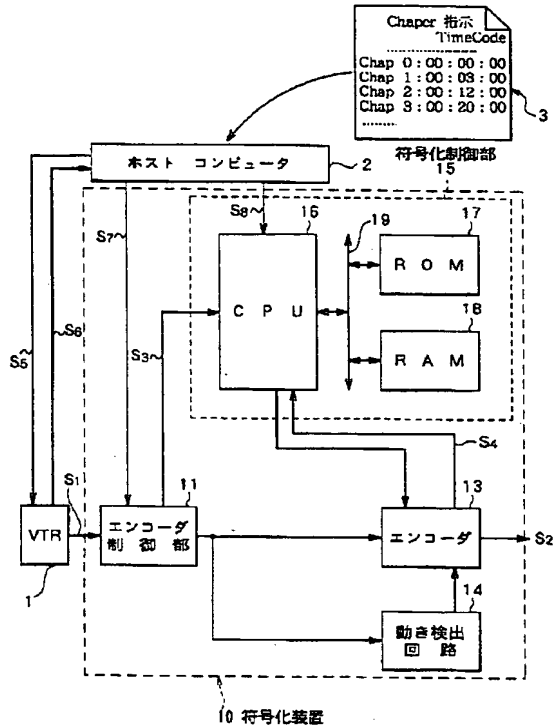 Chapcr 指示
TimeCode
Chap 0:00:00:00
Chap 1:00:03:00
Chap 2:00:12:00
Chap 3:00:20:00
3
符号化制御部
15
ホスト コンピュータ
2
S8
16
19
17
CPU
ROM
18
RAM
S7
S6
S5
S3
S4
S1
11
13
VTR
エンコーダ
制御部
エンコーダ
S2
1
14
動き検出
回路
10 符号化装置